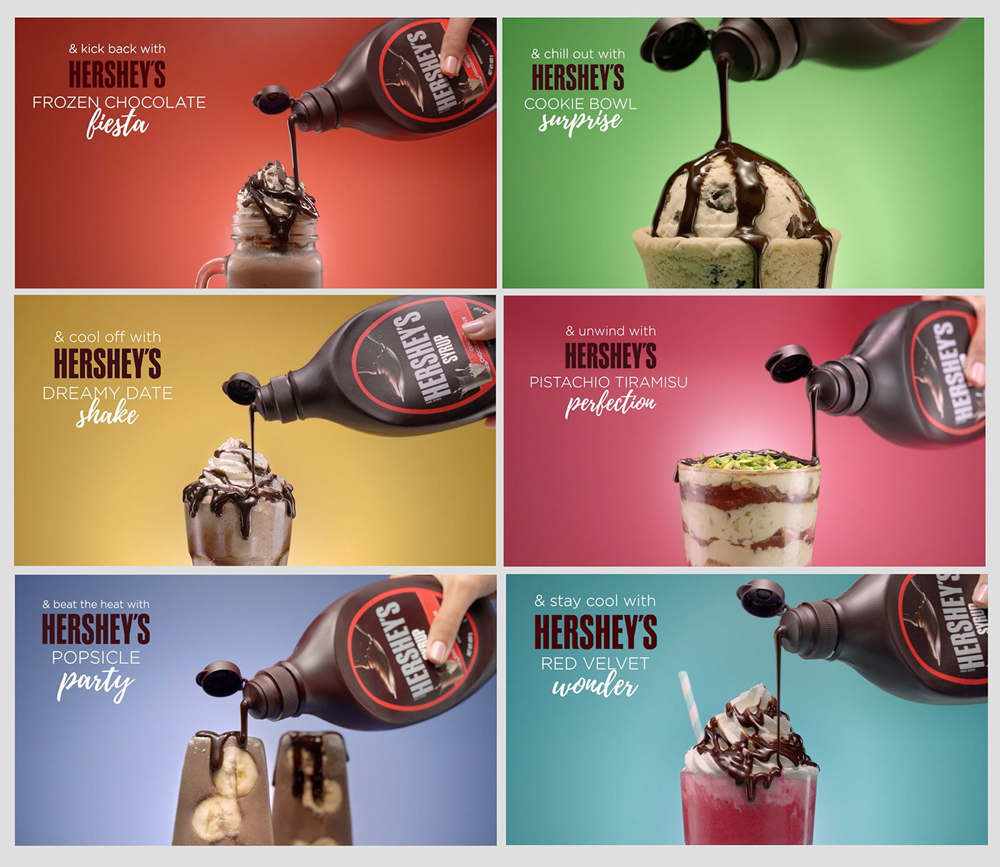 & kick back with
HERSHEY'S
FROZEN CHOCOLATE
fiesta
HERSHEY'S
& chill out with
HERSHEY'S
COOKIE BOWL
surprise
& cool off with
HERSHEY'S
DREAMY DATE
shake
HERSHEY'S
SYRUP
SINCE 1894
& unwind with
HERSHEY'S
PISTACHIO TIRAMISU
perfection
HERSHEY'S
& beat the heat with
HERSHEY'S
POPSICLE
party
HERSHEY'S
SYRUP
& stay cool with
HERSHEY'S
RED VELVET
wonder
HERSHEY'S
SYRUP